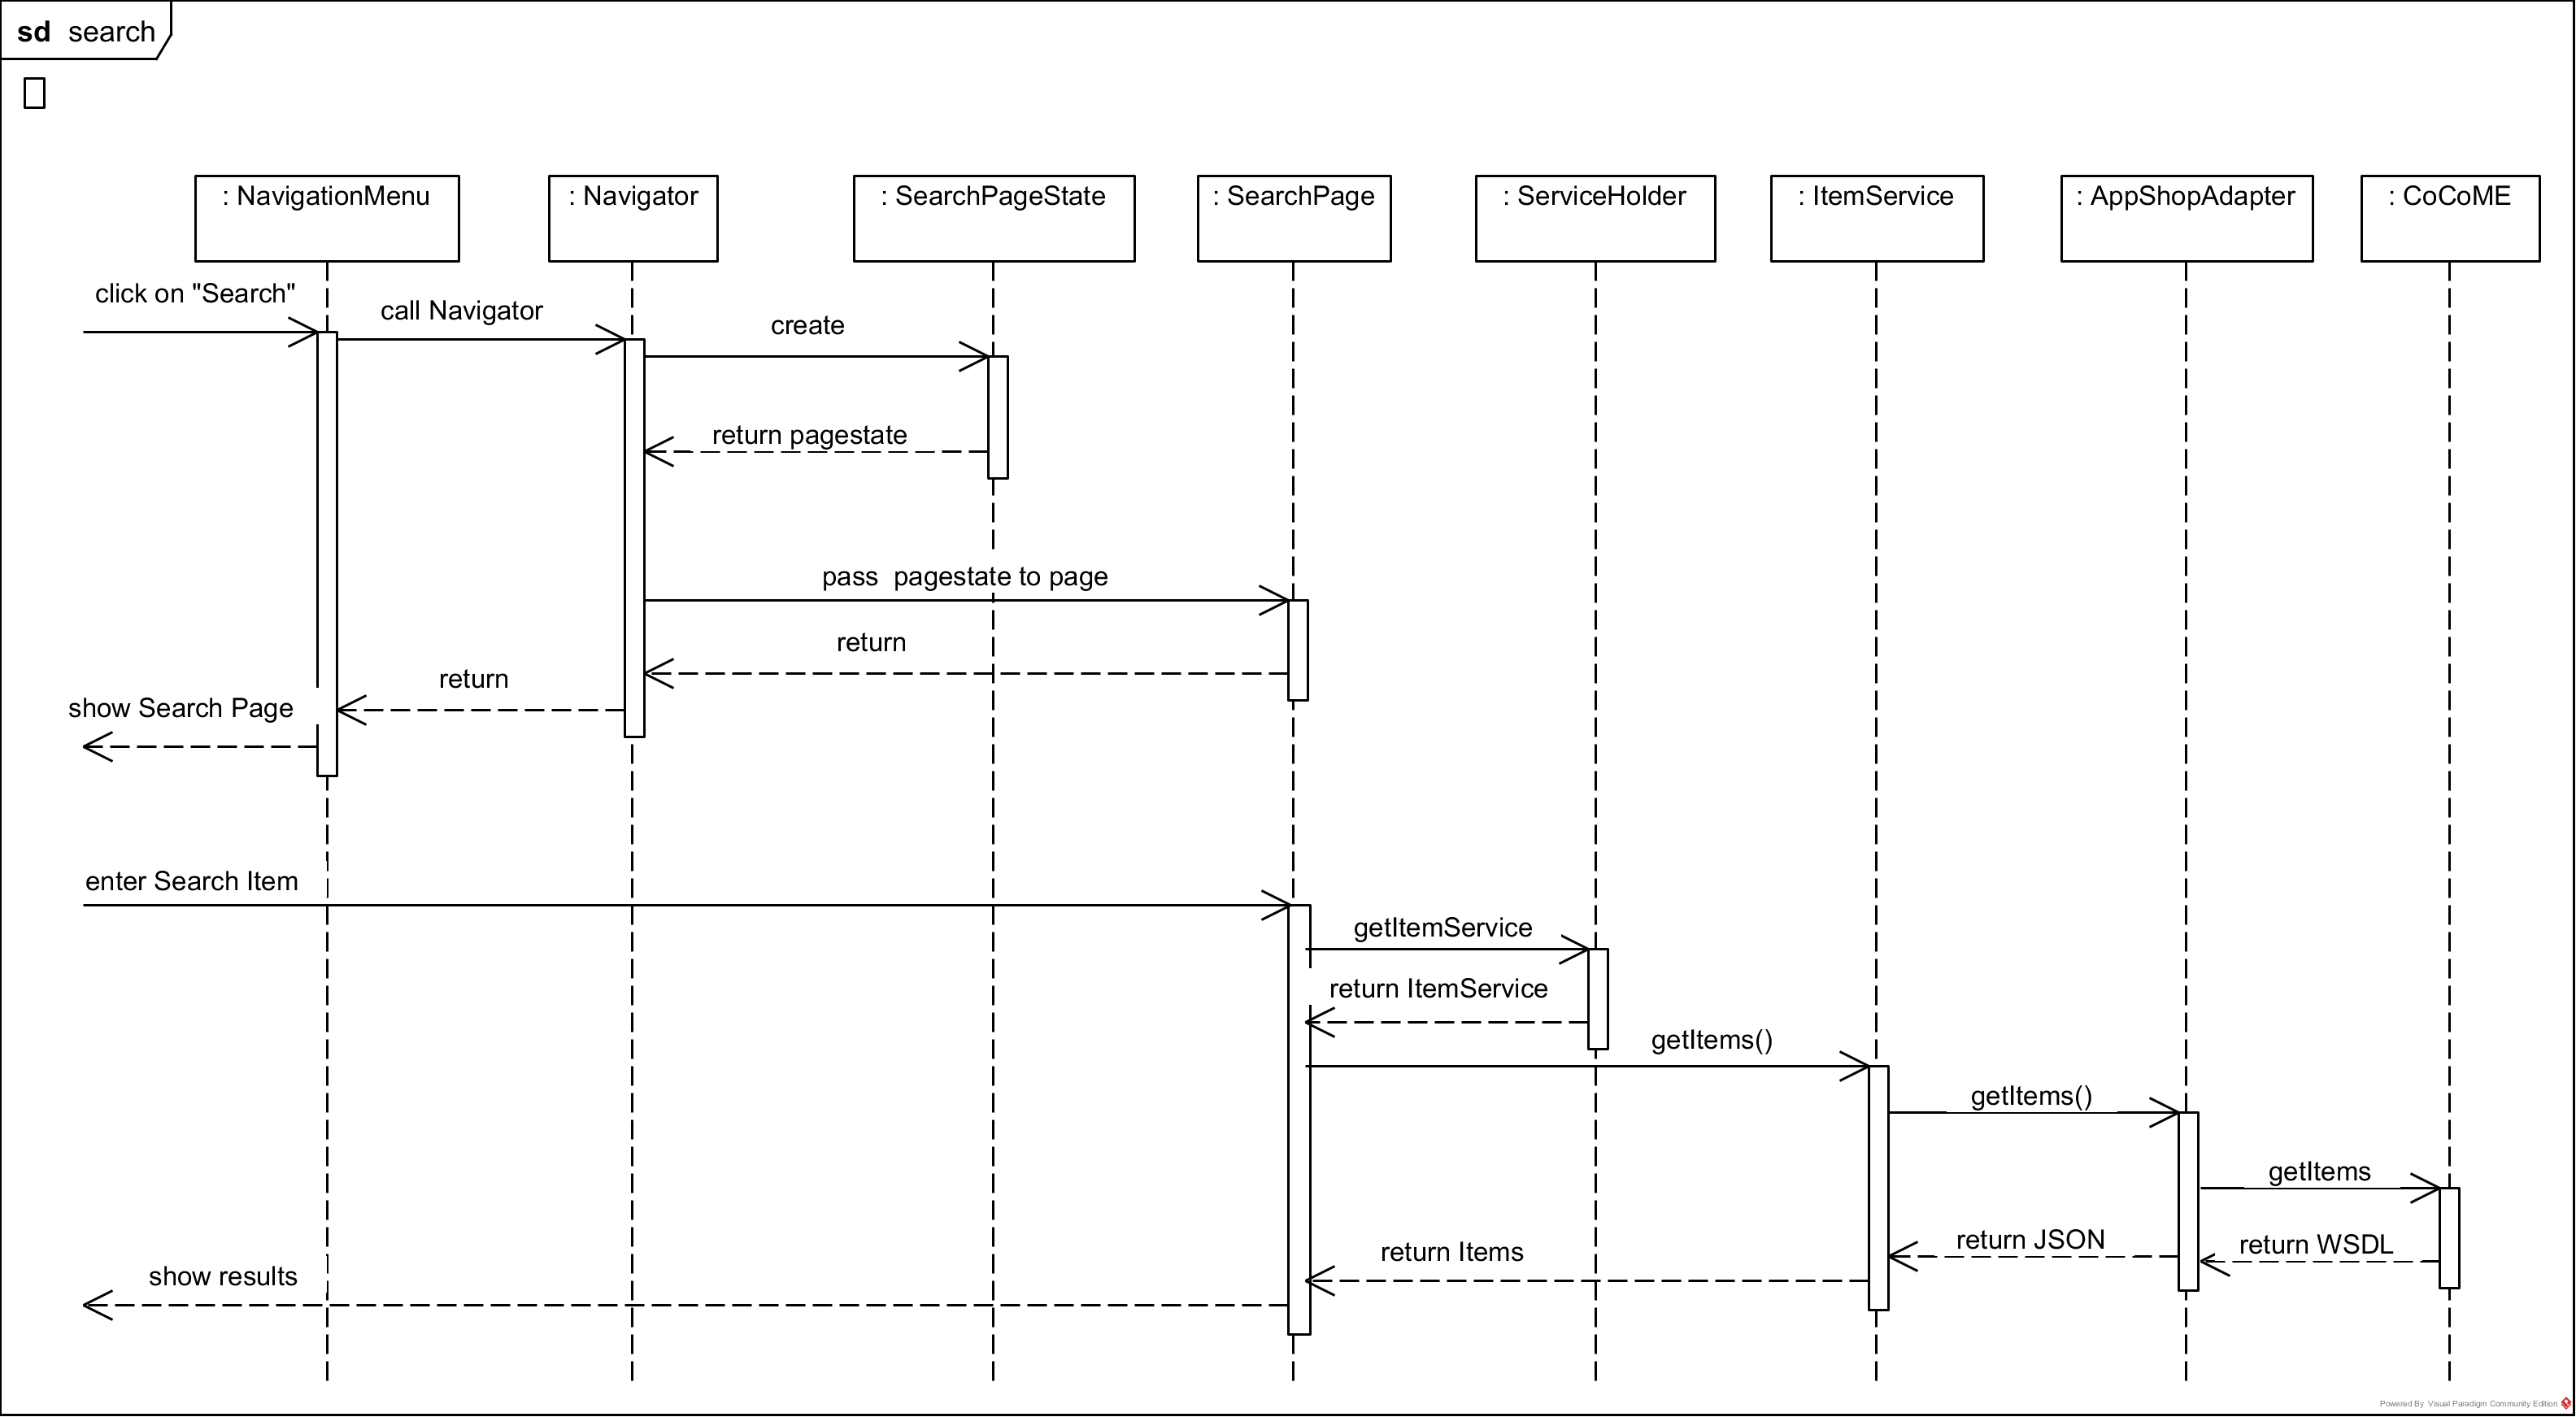 sd search
: NavigationMenu
: Navigator
: SearchPageState
: SearchPage
: ServiceHolder
: ItemService
: AppShopAdapter
: CoCoME
click on "Search"
call Navigator
create
return pagestate
pass pagestate to page
return
return
show Search Page
enter Search Item
getItemService
return ItemService
getItems()
getItems()
getItems
return JSON
return WSDL
return Items
show results
Powered By Visual Paradigm Community Edition